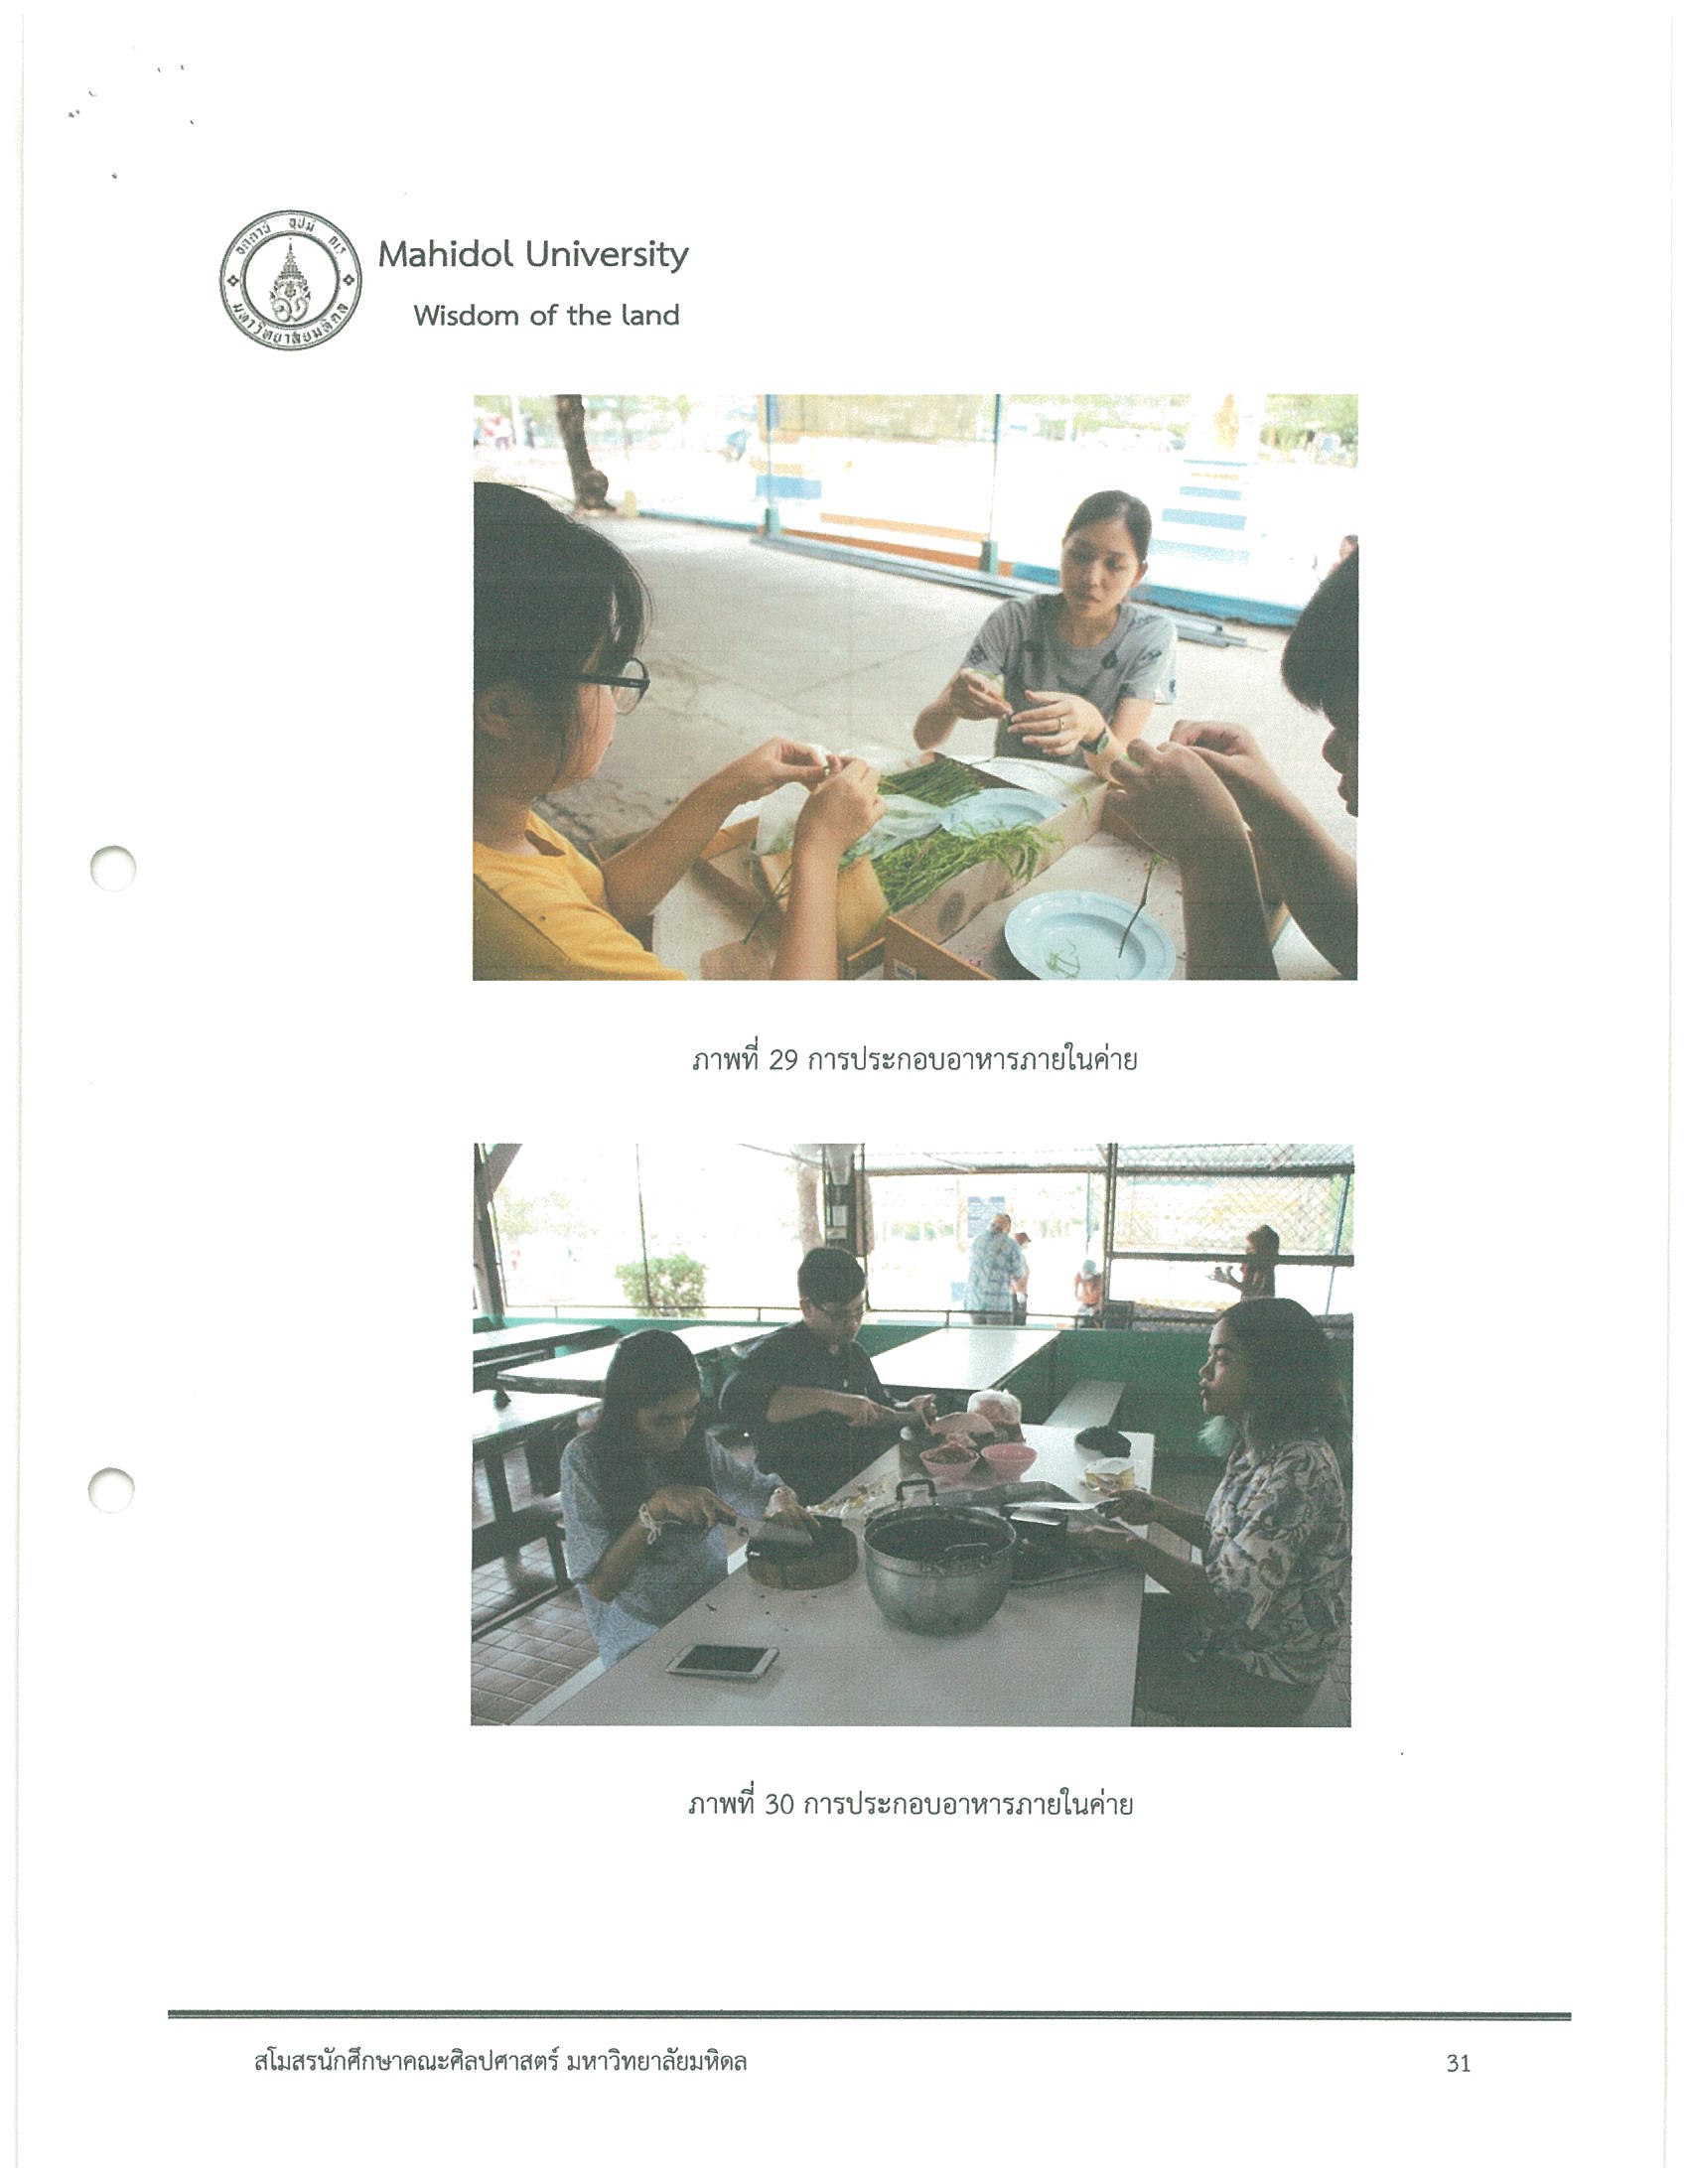 อตฺตานํ อุปมํ กเร
มหาวิทยาลัยมหิดล
Mahidol University
Wisdom of the land
ภาพที่ 29 การประกอบอาหารภายในค่าย
ภาพที่ 30 การประกอบอาหารภายในค่าย
สโมสรนักศึกษาคณะศิลปศาสตร์ มหาวิทยาลัยมหิดล 31